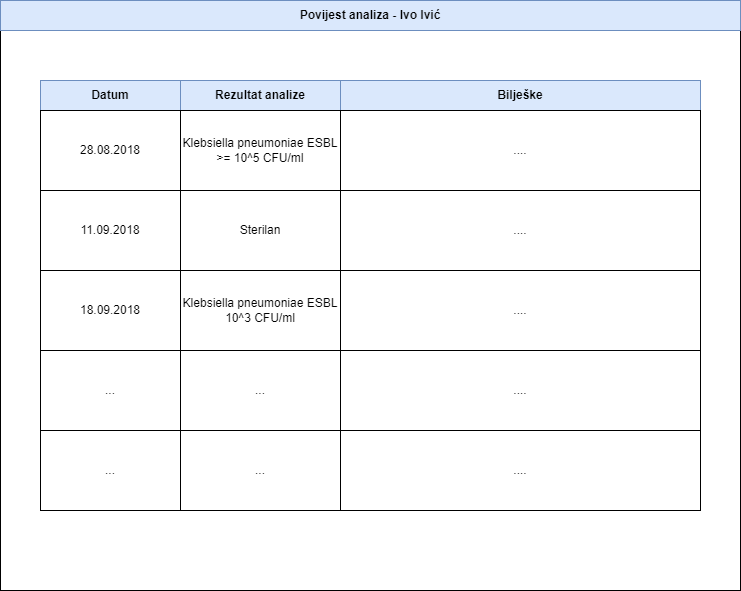 Povijest analiza - Ivo Ivić
Datum Rezultat analize Bilješke
28.08.2018 Klebsiella pneumoniae ESBL
>= 10^5 CFU/ml ....
11.09.2018 Sterilan ....
18.09.2018 Klebsiella pneumoniae ESBL
10^3 CFU/ml ....
... ... ....
... ... ....